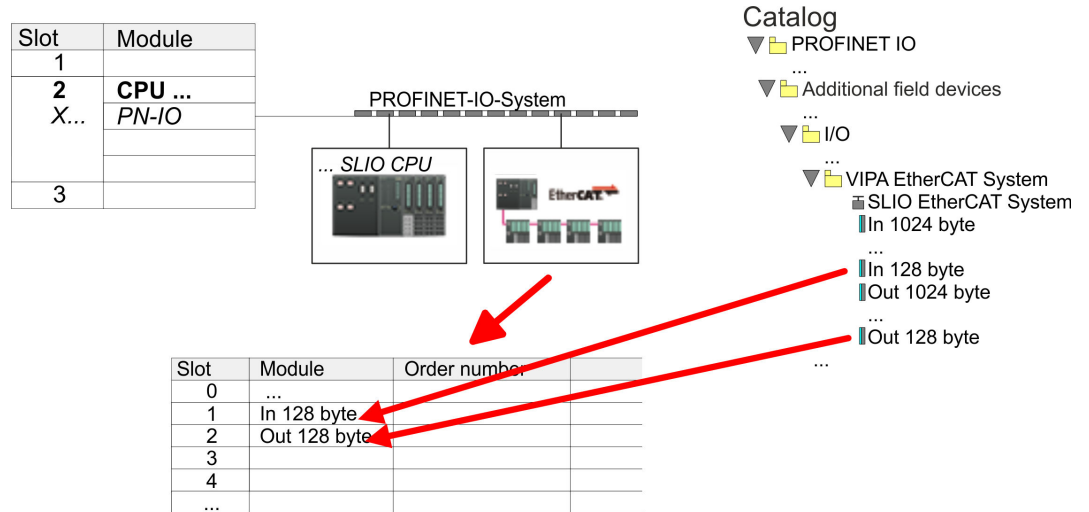 Slot Module
1
2 CPU ...
X... PN-IO
3
PROFINET-IO-System
... SLIO CPU
EtherCAT
Catalog
PROFINET IO
...
Additional field devices
...
I/O
...
VIPA EtherCAT System
SLIO EtherCAT System
In 1024 byte
...
In 128 byte
Out 1024 byte
...
Out 128 byte
...
Slot Module Order number
0 ...
1 In 128 byte
2 Out 128 byte
3
4
...